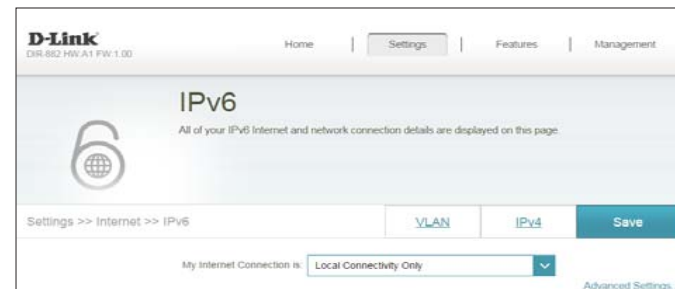 D-Link
DIR-882 HW:A1 FW:1.00
Home | Settings | Features | Management
IPv6
All of your IPv6 Internet and network connection details are displayed on this page.
Settings >> Internet >> IPv6
VLAN
IPv4
Save
My Internet Connection is: Local Connectivity Only
Advanced Settings.